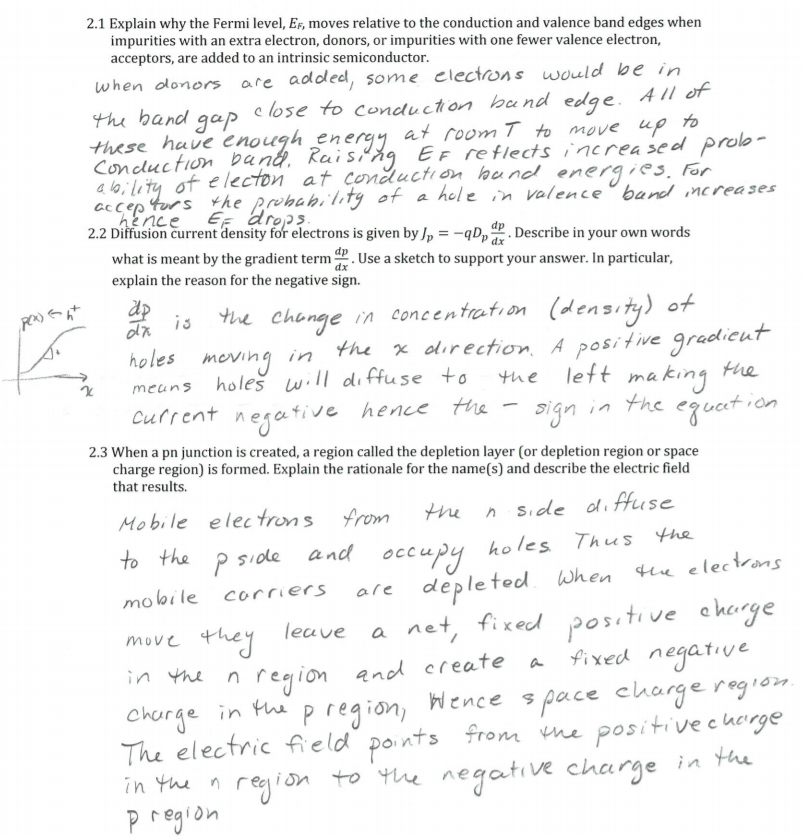 2.1 Explain why the Fermi level, E_F, moves relative to the conduction and valence band edges when
impurities with an extra electron, donors, or impurities with one fewer valence electron,
acceptors, are added to an intrinsic semiconductor.
When donors are added, some electrons would be in
the band gap close to conduction band edge. All of
these have enough energy at room T to move up to
Conduction band. Raising E_F reflects increased prob-
ability of electon at conduction band energies. For
acceptors the probability of a hole in valence band increases
hence E_F drops.
2.2 Diffusion current density for electrons is given by J_p = −qD_p dp/dx. Describe in your own words
what is meant by the gradient term dp/dx. Use a sketch to support your answer. In particular,
explain the reason for the negative sign.
p(x) ← h⁺
x
dp/dx is the change in concentration (density) of
holes moving in the x direction. A positive gradient
means holes will diffuse to the left making the
current negative hence the − sign in the equation
2.3 When a pn junction is created, a region called the depletion layer (or depletion region or space
charge region) is formed. Explain the rationale for the name(s) and describe the electric field
that results.
Mobile electrons from the n side diffuse
to the p side and occupy holes. Thus the
mobile carriers are depleted. When the electrons
move they leave a net, fixed positive charge
in the n region and create a fixed negative
charge in the p region, Hence space charge region.
The electric field points from the positive charge
in the n region to the negative charge in the
p region